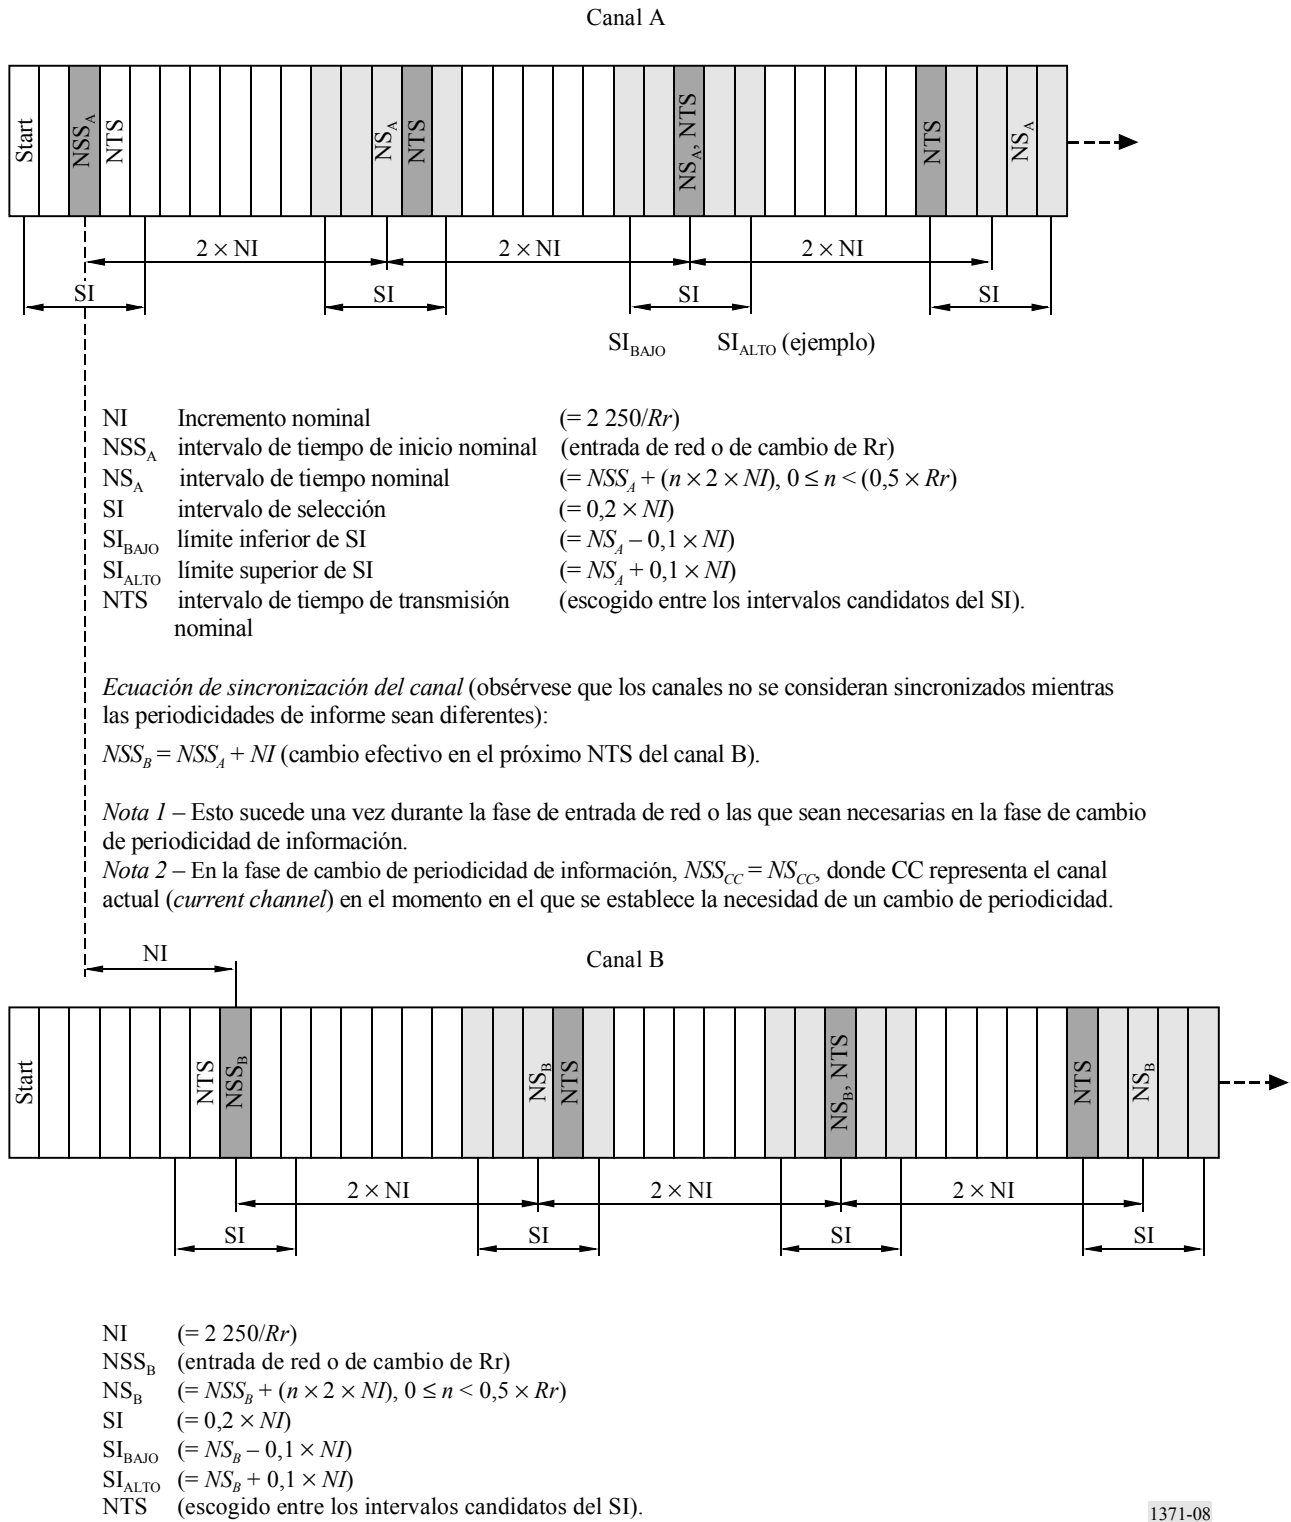 Canal A
Start
NSS_A
NTS
NS_A
NTS
NS_A, NTS
NTS
NS_A
2 × NI
2 × NI
2 × NI
SI
SI
SI
SI
SI_BAJO SI_ALTO (ejemplo)
NI Incremento nominal (= 2 250/Rr)
NSS_A intervalo de tiempo de inicio nominal (entrada de red o de cambio de Rr)
NS_A intervalo de tiempo nominal (= NSS_A + (n × 2 × NI), 0 ≤ n < (0,5 × Rr)
SI intervalo de selección (= 0,2 × NI)
SI_BAJO límite inferior de SI (= NS_A – 0,1 × NI)
SI_ALTO límite superior de SI (= NS_A + 0,1 × NI)
NTS intervalo de tiempo de transmisión (escogido entre los intervalos candidatos del SI).
nominal
Ecuación de sincronización del canal (obsérvese que los canales no se consideran sincronizados mientras
las periodicidades de informe sean diferentes):
NSS_B = NSS_A + NI (cambio efectivo en el próximo NTS del canal B).
Nota 1 – Esto sucede una vez durante la fase de entrada de red o las que sean necesarias en la fase de cambio
de periodicidad de información.
Nota 2 – En la fase de cambio de periodicidad de información, NSS_CC = NS_CC, donde CC representa el canal
actual (current channel) en el momento en el que se establece la necesidad de un cambio de periodicidad.
NI
Canal B
Start
NTS
NSS_B
NS_B
NTS
NS_B, NTS
NTS
NS_B
2 × NI
2 × NI
2 × NI
SI
SI
SI
SI
NI (= 2 250/Rr)
NSS_B (entrada de red o de cambio de Rr)
NS_B (= NSS_B + (n × 2 × NI), 0 ≤ n < 0,5 × Rr)
SI (= 0,2 × NI)
SI_BAJO (= NS_B – 0,1 × NI)
SI_ALTO (= NS_B + 0,1 × NI)
NTS (escogido entre los intervalos candidatos del SI).
1371-08